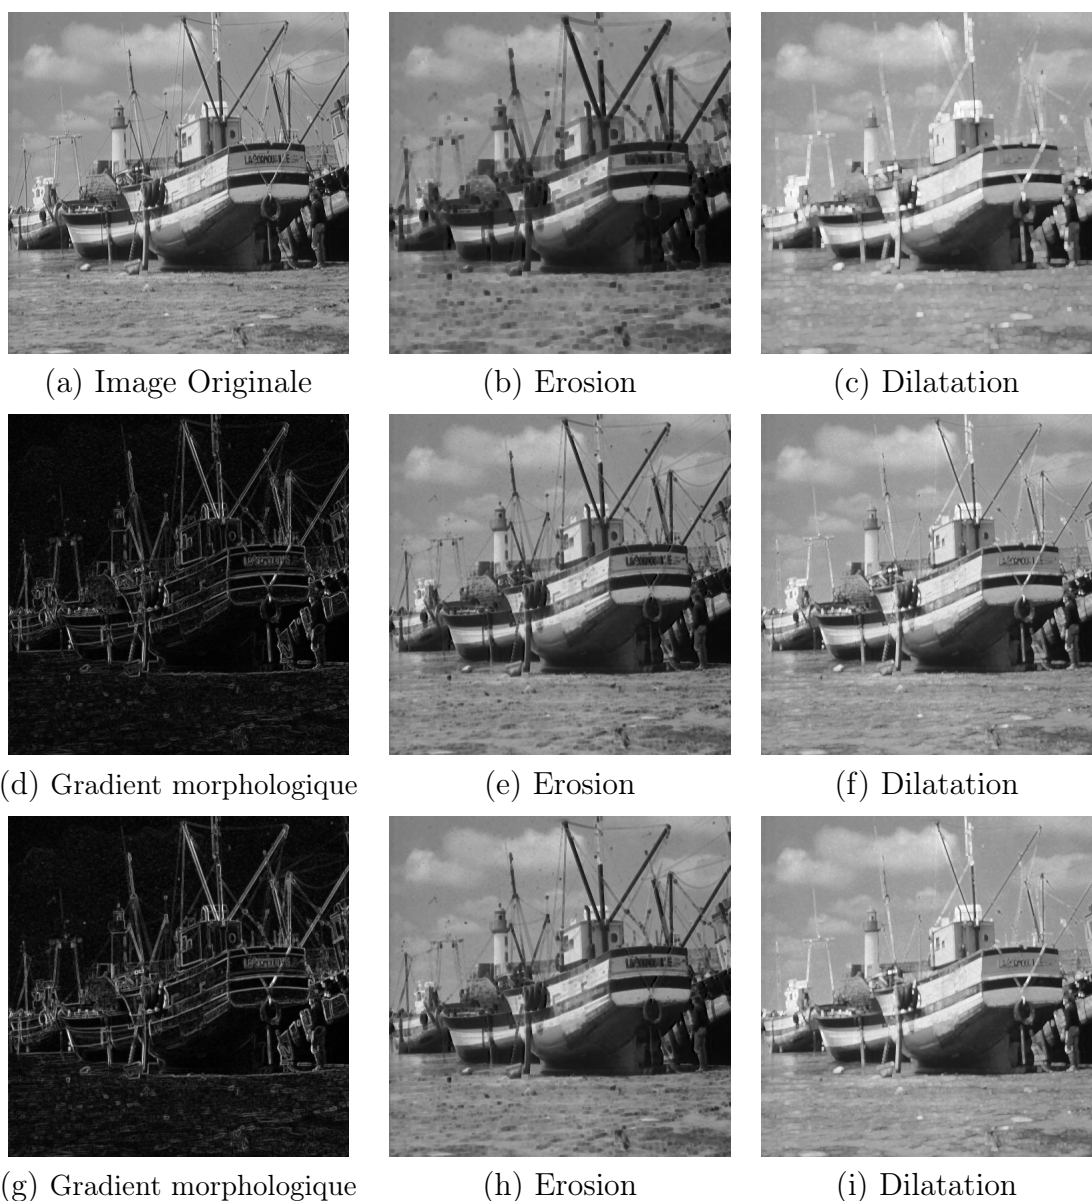 (a) Image Originale
(b) Erosion
(c) Dilatation
(d) Gradient morphologique
(e) Erosion
(f) Dilatation
(g) Gradient morphologique
(h) Erosion
(i) Dilatation